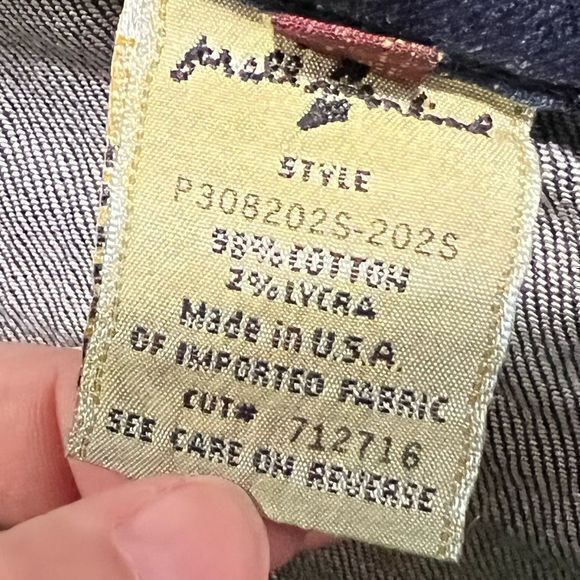 STYLE
P308202S-202S
98% COTTON
2% LYCRA
Made in U.S.A.
OF IMPORTED FABRIC
CUT# 712716
SEE CARE ON REVERSE